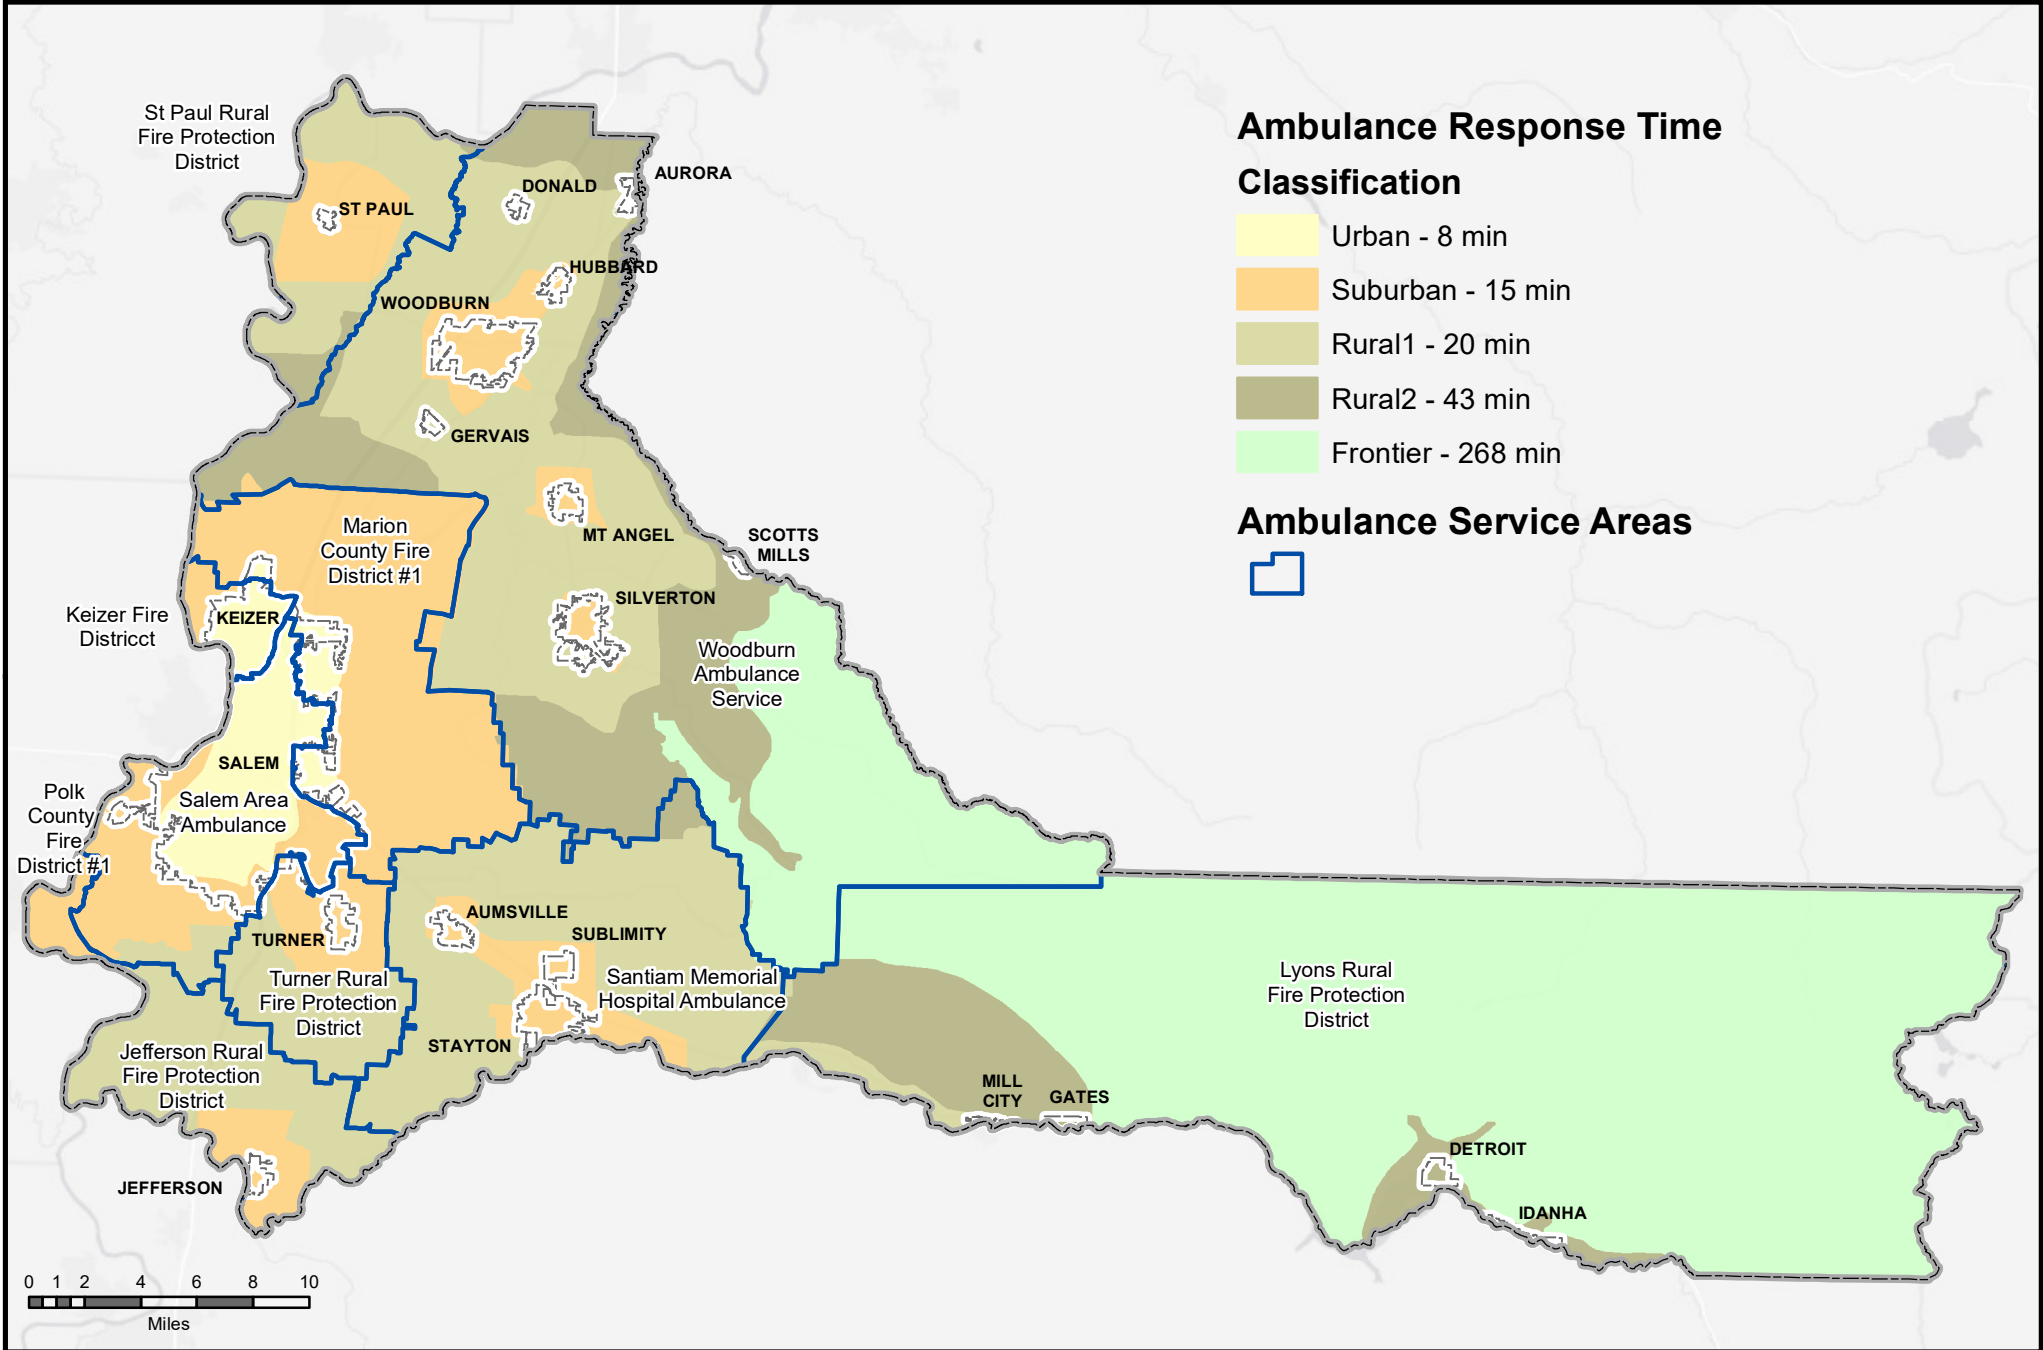 St Paul Rural
Fire Protection
District
ST PAUL
DONALD
AURORA
HUBBARD
WOODBURN
GERVAIS
MT ANGEL
SCOTTS
MILLS
SILVERTON
Marion
County Fire
District #1
Keizer Fire
Districct
KEIZER
Woodburn
Ambulance
Service
SALEM
Salem Area
Ambulance
Polk
County
Fire
District #1
TURNER
Turner Rural
Fire Protection
District
AUMSVILLE
SUBLIMITY
Santiam Memorial
Hospital Ambulance
STAYTON
Jefferson Rural
Fire Protection
District
JEFFERSON
Lyons Rural
Fire Protection
District
MILL
CITY
GATES
DETROIT
IDANHA
Ambulance Response Time
Classification
Urban - 8 min
Suburban - 15 min
Rural1 - 20 min
Rural2 - 43 min
Frontier - 268 min
Ambulance Service Areas
0 1 2 4 6 8 10
Miles